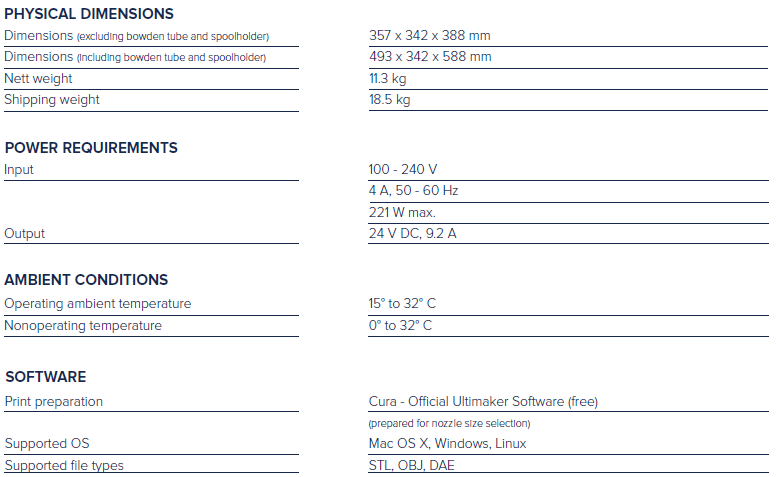 PHYSICAL DIMENSIONS
Dimensions (excluding bowden tube and spoolholder) 357 x 342 x 388 mm
Dimensions (including bowden tube and spoolholder) 493 x 342 x 588 mm
Nett weight 11.3 kg
Shipping weight 18.5 kg
POWER REQUIREMENTS
Input 100 - 240 V
4 A, 50 - 60 Hz
221 W max.
Output 24 V DC, 9.2 A
AMBIENT CONDITIONS
Operating ambient temperature 15° to 32° C
Nonoperating temperature 0° to 32° C
SOFTWARE
Print preparation Cura - Official Ultimaker Software (free)
(prepared for nozzle size selection)
Supported OS Mac OS X, Windows, Linux
Supported file types STL, OBJ, DAE